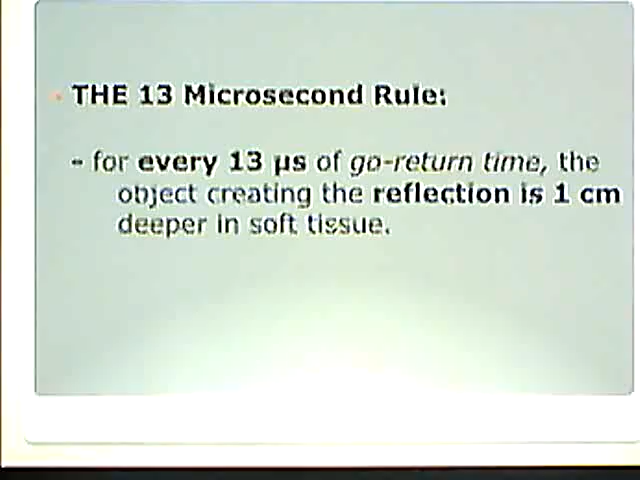 THE 13 Microsecond Rule:
- for every 13 µs of go-return time, the
object creating the reflection is 1 cm
deeper in soft tissue.